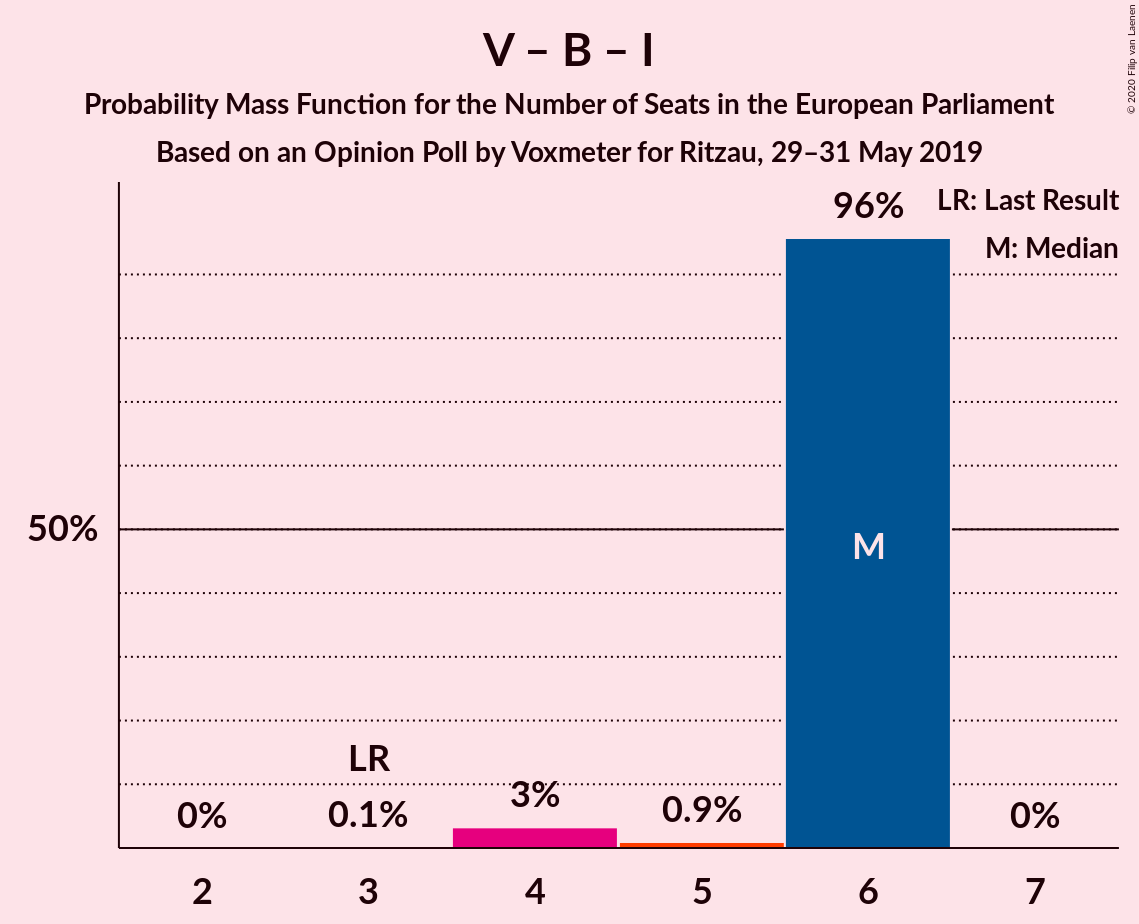 V – B – I
Probability Mass Function for the Number of Seats in the European Parliament
Based on an Opinion Poll by Voxmeter for Ritzau, 29–31 May 2019
© 2020 Filip van Laenen
LR: Last Result
M: Median
96%
50%
M
LR
0%
0.1%
3%
0.9%
0%
2
3
4
5
6
7